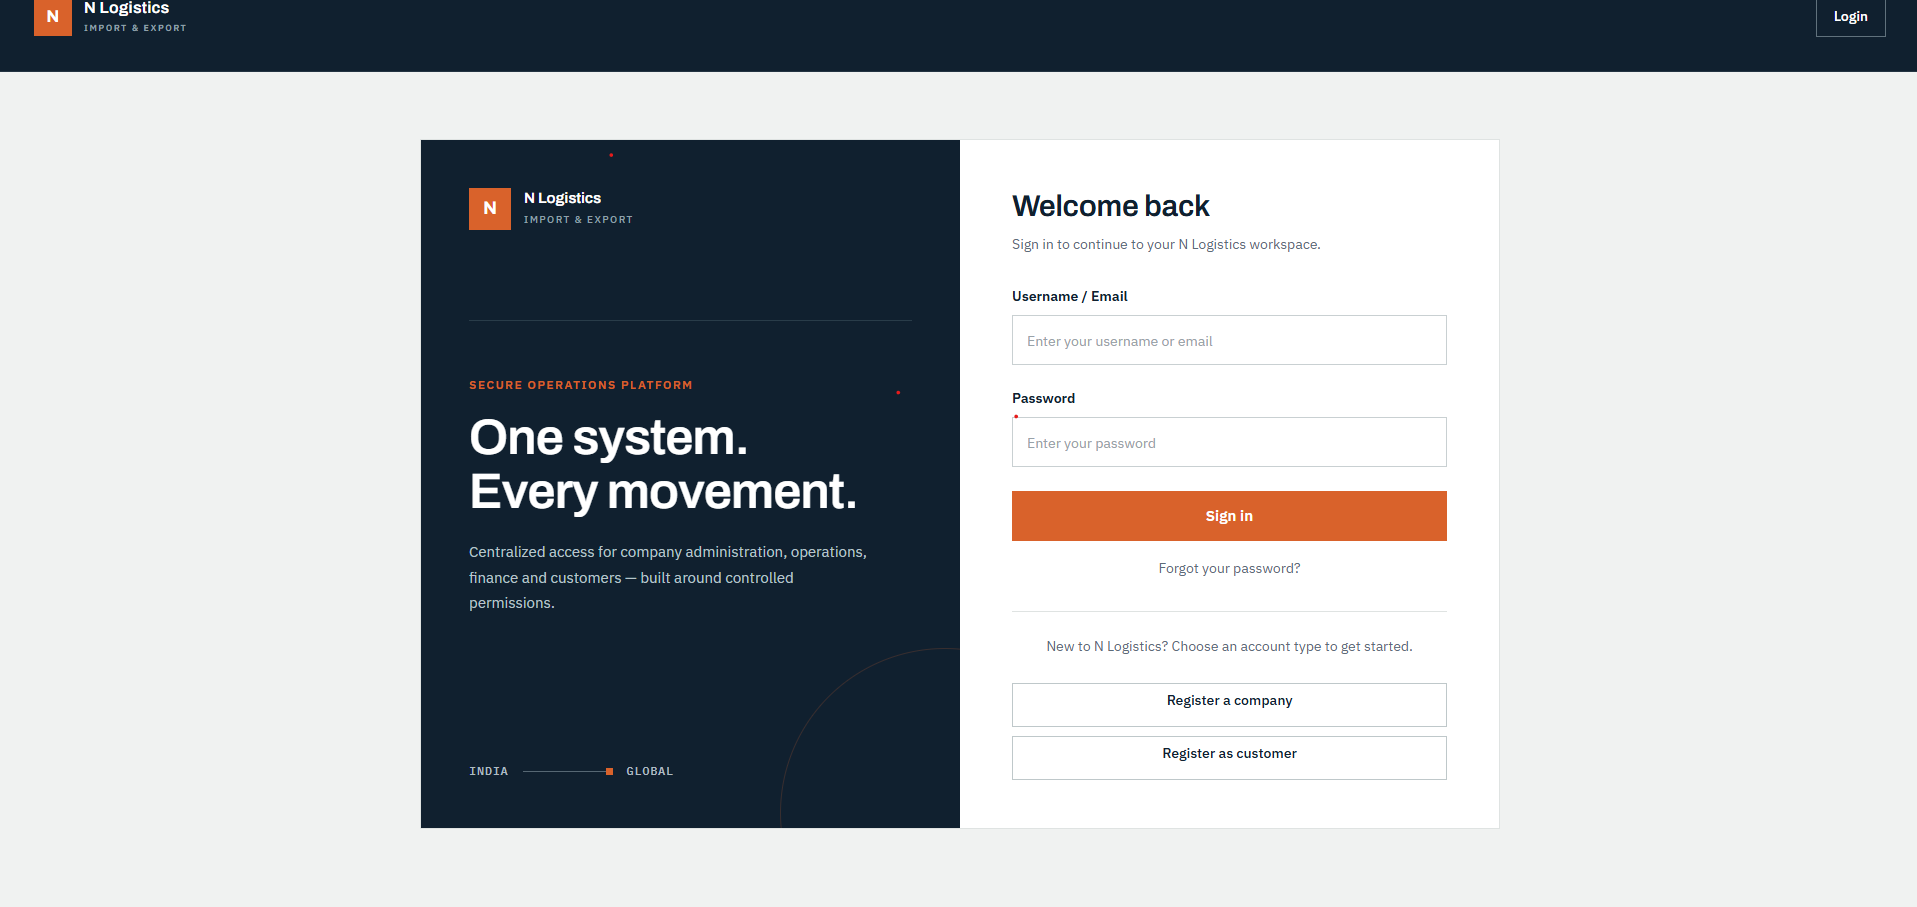 N
N Logistics
IMPORT & EXPORT
Login
N
N Logistics
IMPORT & EXPORT
SECURE OPERATIONS PLATFORM
One system.
Every movement.
Centralized access for company administration, operations,
finance and customers — built around controlled
permissions.
INDIA
GLOBAL
Welcome back
Sign in to continue to your N Logistics workspace.
Username / Email
Enter your username or email
Password
Enter your password
Sign in
Forgot your password?
New to N Logistics? Choose an account type to get started.
Register a company
Register as customer